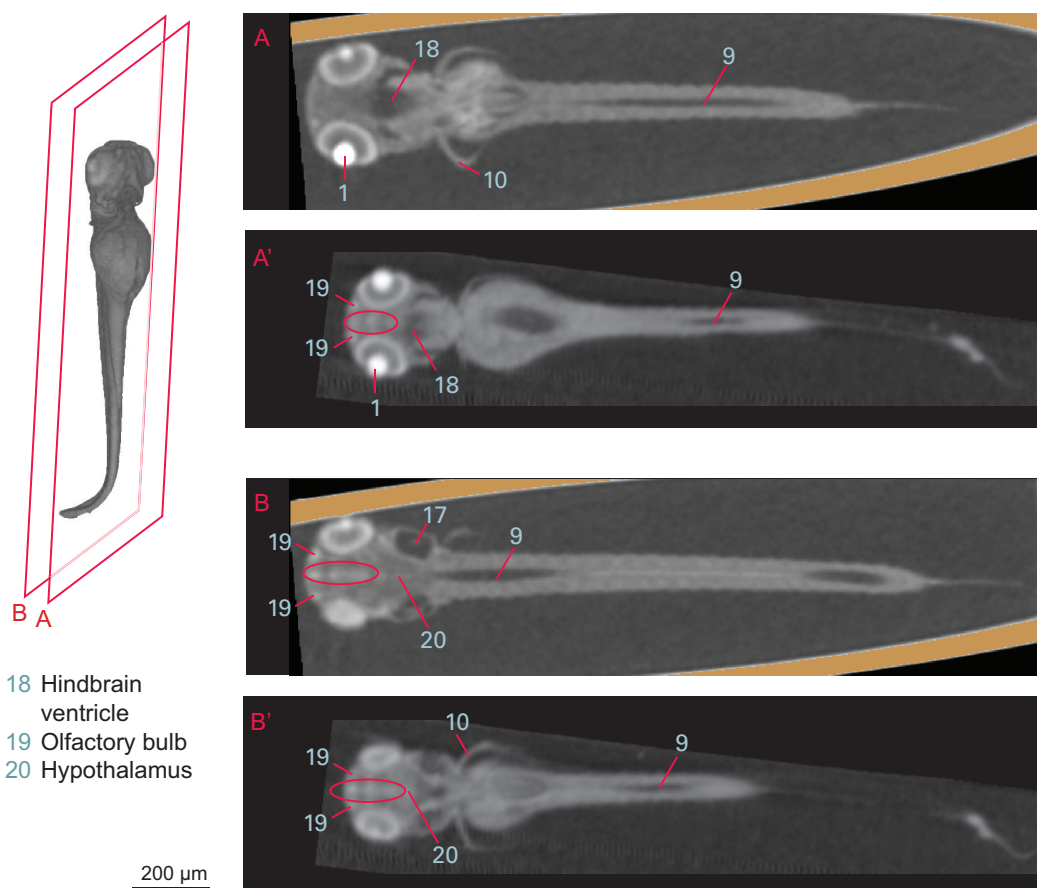 A
18
9
1
10
A'
19
9
19
18
1
B A
B
17
19
9
19
20
18 Hindbrain
ventricle
19 Olfactory bulb
20 Hypothalamus
B'
10
19
9
19
20
200 µm